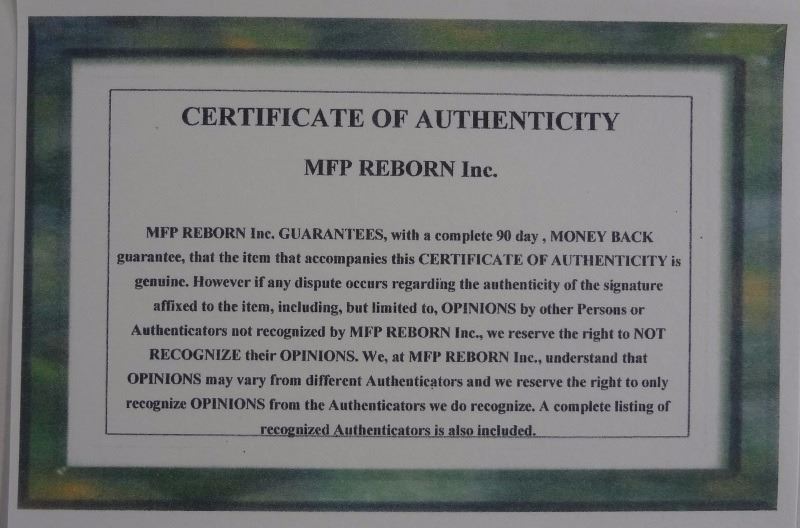 CERTIFICATE OF AUTHENTICITY
MFP REBORN Inc.
MFP REBORN Inc. GUARANTEES, with a complete 90 day , MONEY BACK
guarantee, that the item that accompanies this CERTIFICATE OF AUTHENTICITY is
genuine. However if any dispute occurs regarding the authenticity of the signature
affixed to the item, including, but limited to, OPINIONS by other Persons or
Authenticators not recognized by MFP REBORN Inc., we reserve the right to NOT
RECOGNIZE their OPINIONS. We, at MFP REBORN Inc., understand that
OPINIONS may vary from different Authenticators and we reserve the right to only
recognize OPINIONS from the Authenticators we do recognize. A complete listing of
recognized Authenticators is also included.